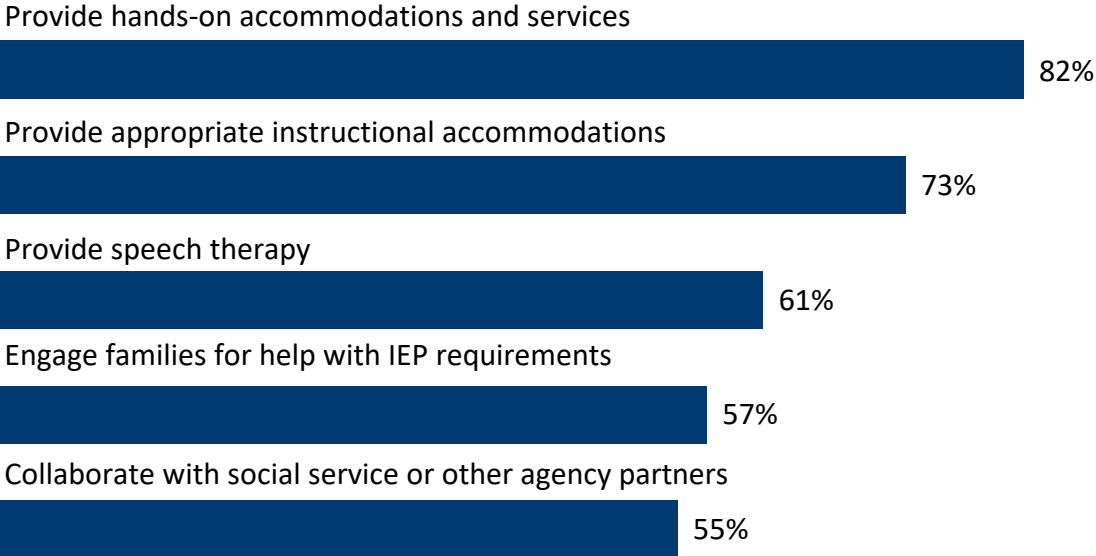 Provide hands-on accommodations and services
82%
Provide appropriate instructional accommodations
73%
Provide speech therapy
61%
Engage families for help with IEP requirements
57%
Collaborate with social service or other agency partners
55%